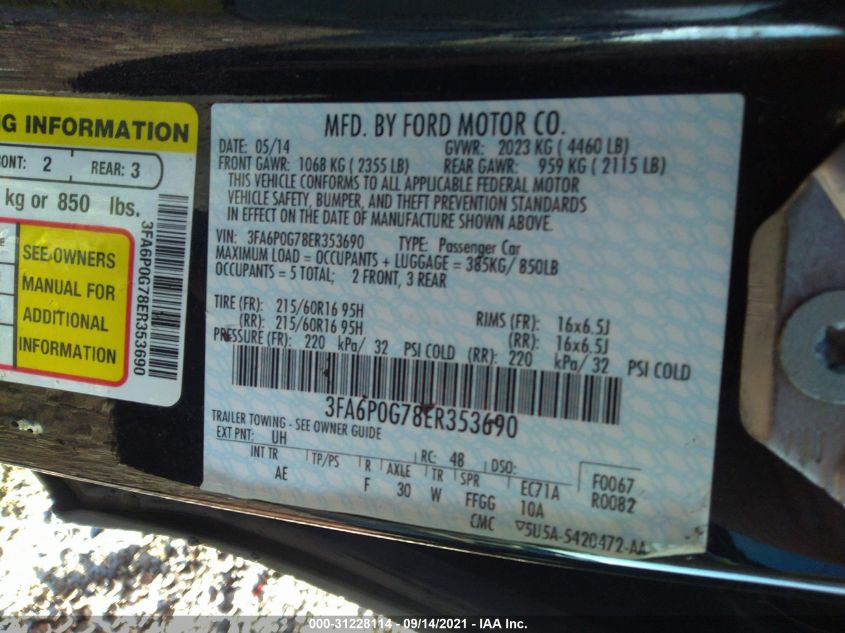 G INFORMATION
ONT: 2 REAR: 3
kg or 850 lbs.
SEE OWNERS
MANUAL FOR
ADDITIONAL
INFORMATION
3FA6P0G78ER353690
MFD. BY FORD MOTOR CO.
DATE: 05/14 GVWR: 2023 KG ( 4460 LB)
FRONT GAWR: 1068 KG ( 2355 LB) REAR GAWR: 959 KG ( 2115 LB)
THIS VEHICLE CONFORMS TO ALL APPLICABLE FEDERAL MOTOR
VEHICLE SAFETY, BUMPER, AND THEFT PREVENTION STANDARDS
IN EFFECT ON THE DATE OF MANUFACTURE SHOWN ABOVE.
VIN: 3FA6P0G78ER353690 TYPE: Passenger Car
MAXIMUM LOAD = OCCUPANTS + LUGGAGE = 385KG/ 850LB
OCCUPANTS = 5 TOTAL; 2 FRONT, 3 REAR
TIRE (FR): 215/60R16 95H RIMS (FR): 16x6.5J
(RR): 215/60R16 95H (RR): 16x6.5J
PRESSURE (FR): 220 kPa/ 32 PSI COLD (RR): 220 kPa/ 32 PSI COLD
3FA6P0G78ER353690
TRAILER TOWING - SEE OWNER GUIDE
EXT PNT: UH RC: 48 DSO: F0067
INT TR TP/PS R AXLE TR SPR EC71A R0082
AE F 30 W FFGG 10A
CMC ▽5U5A-5420472-AA
000-31228114 - 09/14/2021 - IAA Inc.